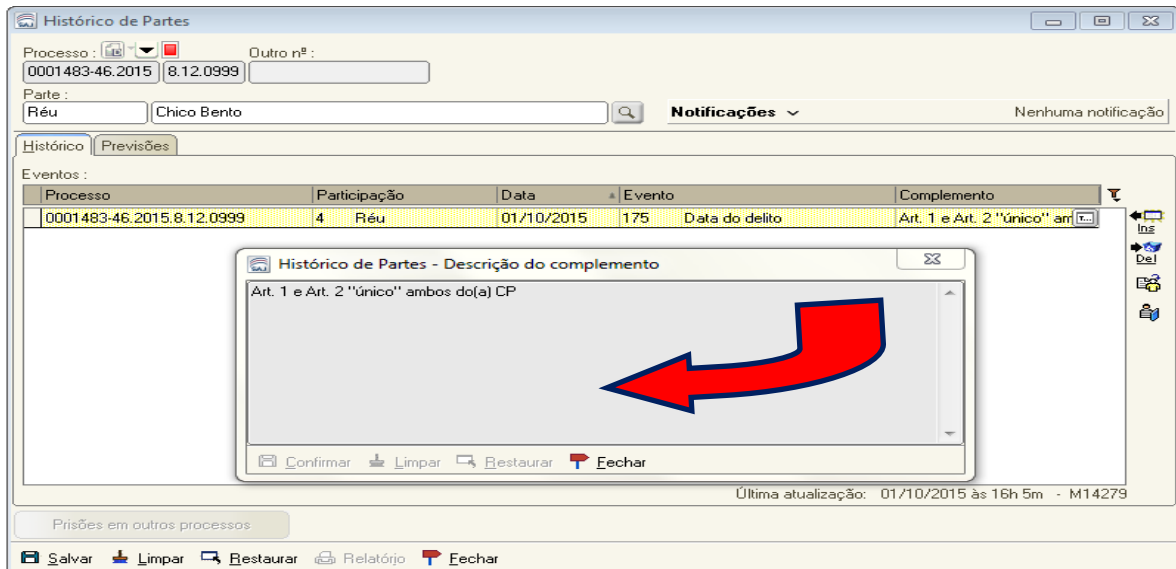 Histórico de Partes
Processo : Outro nº :
0001483-46.2015 8.12.0999
Parte :
Réu Chico Bento Notificações Nenhuma notificação
Histórico Previsões
Eventos :
Processo Participação Data Evento Complemento
0001483-46.2015.8.12.0999 4 Réu 01/10/2015 175 Data do delito Art. 1 e Art. 2 "único" am T...
Ins
Del
Histórico de Partes - Descrição do complemento
Art. 1 e Art. 2 "único" ambos do(a) CP
Confirmar Limpar Restaurar Fechar
Última atualização: 01/10/2015 às 16h 5m - M14279
Prisões em outros processos
Salvar Limpar Restaurar Relatório Fechar